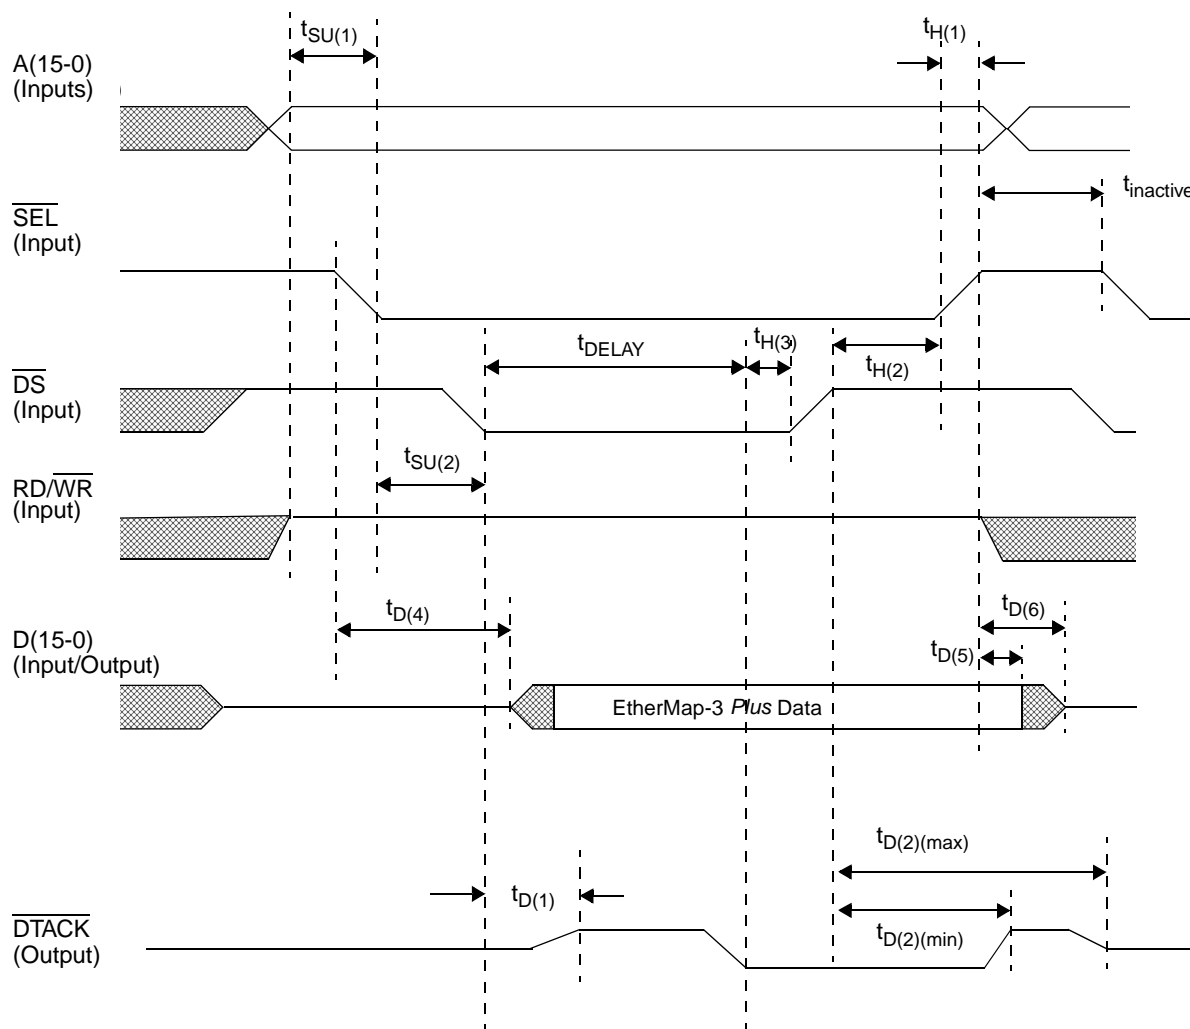 tSU(1)
tH(1)
A(15-0)
(Inputs)
tinactive
SEL
(Input)
tDELAY
tH(3)
tH(2)
DS
(Input)
tSU(2)
RD/WR
(Input)
tD(4)
tD(6)
D(15-0)
(Input/Output)
tD(5)
EtherMap-3 Plus Data
tD(2)(max)
tD(1)
DTACK
(Output)
tD(2)(min)